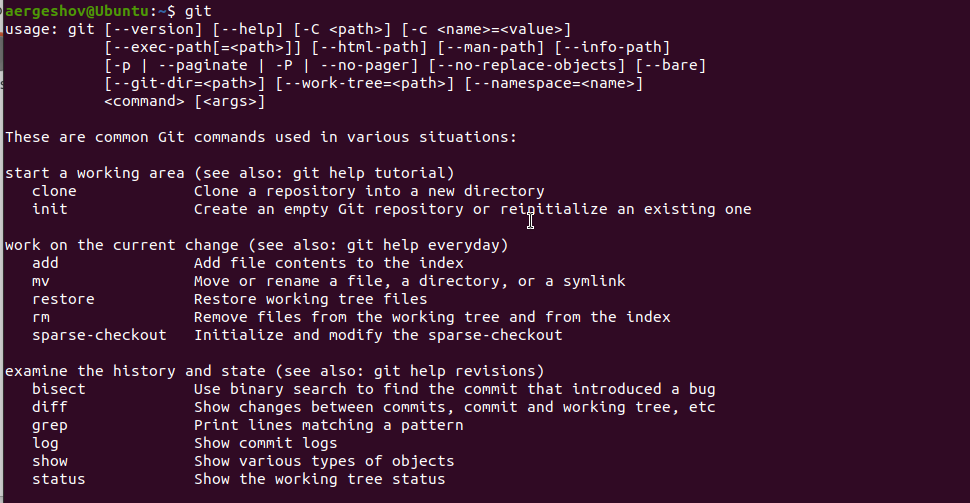 aergeshov@Ubuntu:~$ git
usage: git [--version] [--help] [-C <path>] [-c <name>=<value>]
           [--exec-path[=<path>]] [--html-path] [--man-path] [--info-path]
           [-p | --paginate | -P | --no-pager] [--no-replace-objects] [--bare]
           [--git-dir=<path>] [--work-tree=<path>] [--namespace=<name>]
           <command> [<args>]

These are common Git commands used in various situations:

start a working area (see also: git help tutorial)
   clone             Clone a repository into a new directory
   init              Create an empty Git repository or reinitialize an existing one

work on the current change (see also: git help everyday)
   add               Add file contents to the index
   mv                Move or rename a file, a directory, or a symlink
   restore           Restore working tree files
   rm                Remove files from the working tree and from the index
   sparse-checkout   Initialize and modify the sparse-checkout

examine the history and state (see also: git help revisions)
   bisect            Use binary search to find the commit that introduced a bug
   diff              Show changes between commits, commit and working tree, etc
   grep              Print lines matching a pattern
   log               Show commit logs
   show              Show various types of objects
   status            Show the working tree status